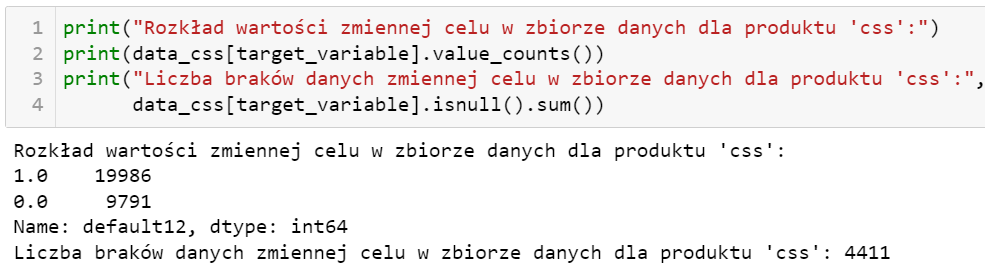 1 print("Rozkład wartości zmiennej celu w zbiorze danych dla produktu 'css':")
2 print(data_css[target_variable].value_counts())
3 print("Liczba braków danych zmiennej celu w zbiorze danych dla produktu 'css':",
4       data_css[target_variable].isnull().sum())
Rozkład wartości zmiennej celu w zbiorze danych dla produktu 'css':
1.0    19986
0.0     9791
Name: default12, dtype: int64
Liczba braków danych zmiennej celu w zbiorze danych dla produktu 'css': 4411